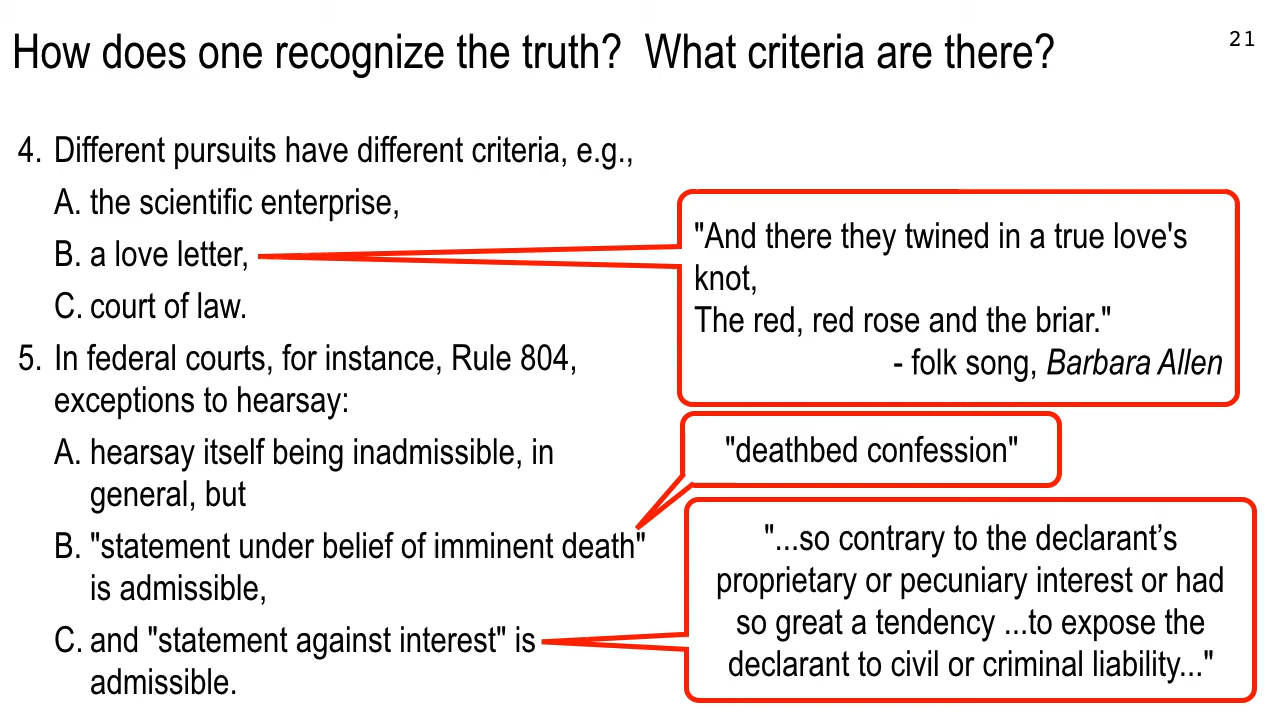 How does one recognize the truth?  What criteria are there?
21
4. Different pursuits have different criteria, e.g.,
A. the scientific enterprise,
B. a love letter,
C. court of law.
5. In federal courts, for instance, Rule 804,
exceptions to hearsay:
A. hearsay itself being inadmissible, in
general, but
B. "statement under belief of imminent death"
is admissible,
C. and "statement against interest" is
admissible.
"And there they twined in a true love's
knot,
The red, red rose and the briar."
- folk song, Barbara Allen
"deathbed confession"
"...so contrary to the declarant’s
proprietary or pecuniary interest or had
so great a tendency ...to expose the
declarant to civil or criminal liability..."